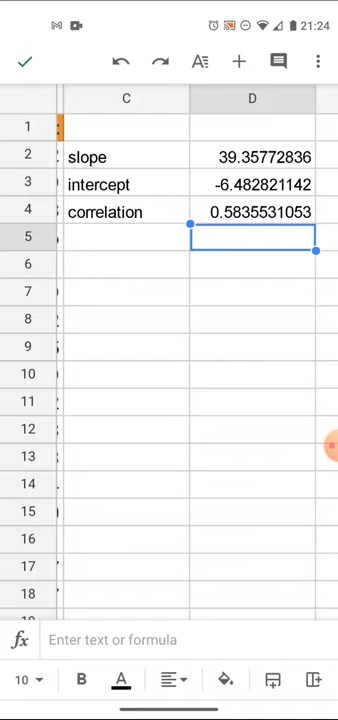 21:24
C D
1
2 slope 39.35772836
3 intercept -6.482821142
4 correlation 0.5835531053
5
6
7
8
9
10
11
12
13
14
15
16
17
18
fx Enter text or formula
10 B A